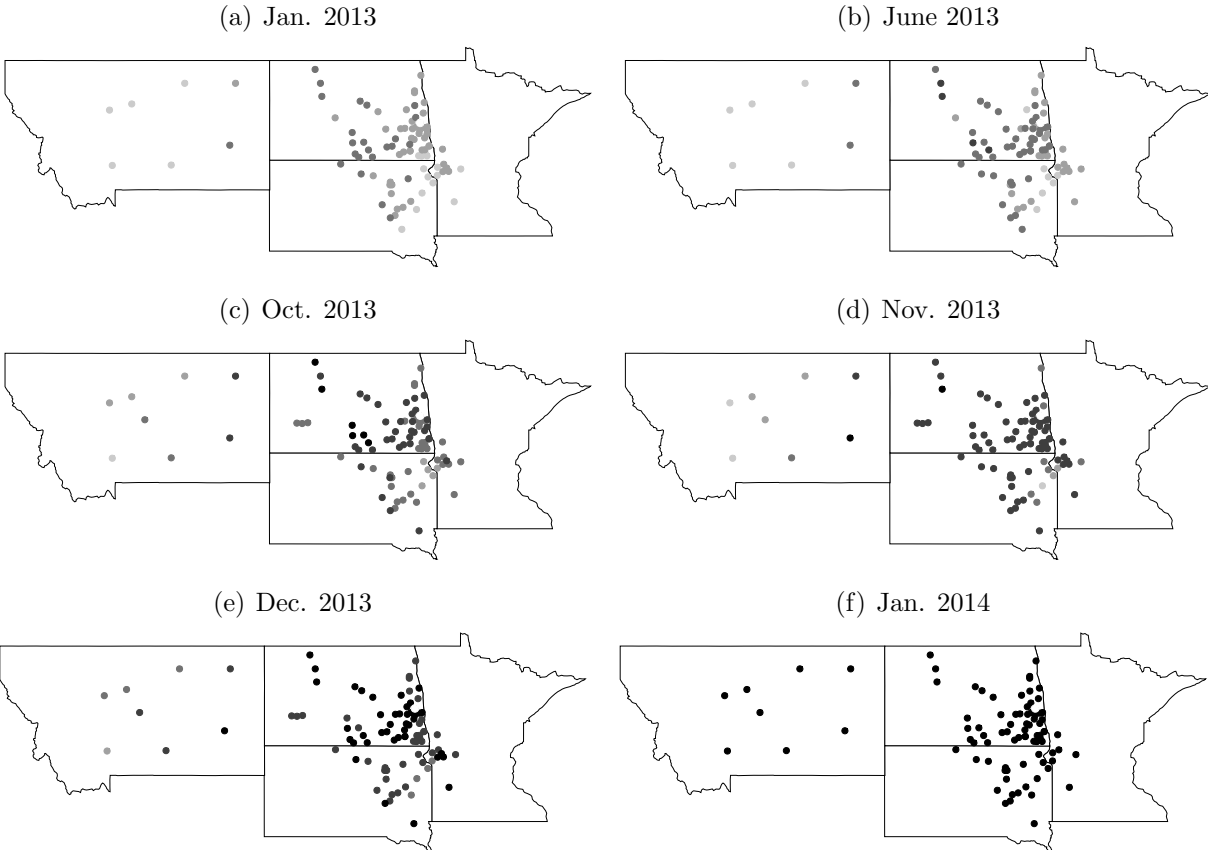 (a) Jan. 2013
(b) June 2013
(c) Oct. 2013
(d) Nov. 2013
(e) Dec. 2013
(f) Jan. 2014